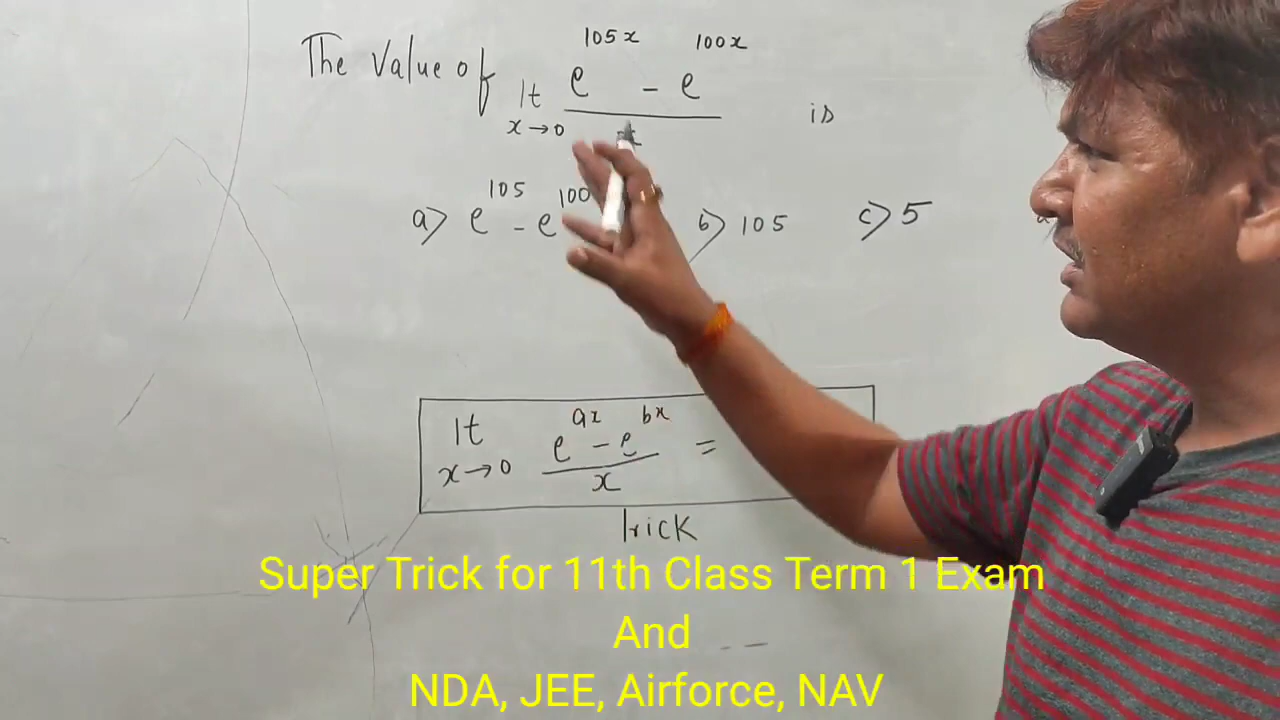 The Value of lt x→0 e^105x - e^100x / x is
a> e^105 - e^100 b> 105 c> 5
lt x→0 e^ax - e^bx / x =
Trick
Super Trick for 11th Class Term 1 Exam
And
NDA, JEE, Airforce, NAV